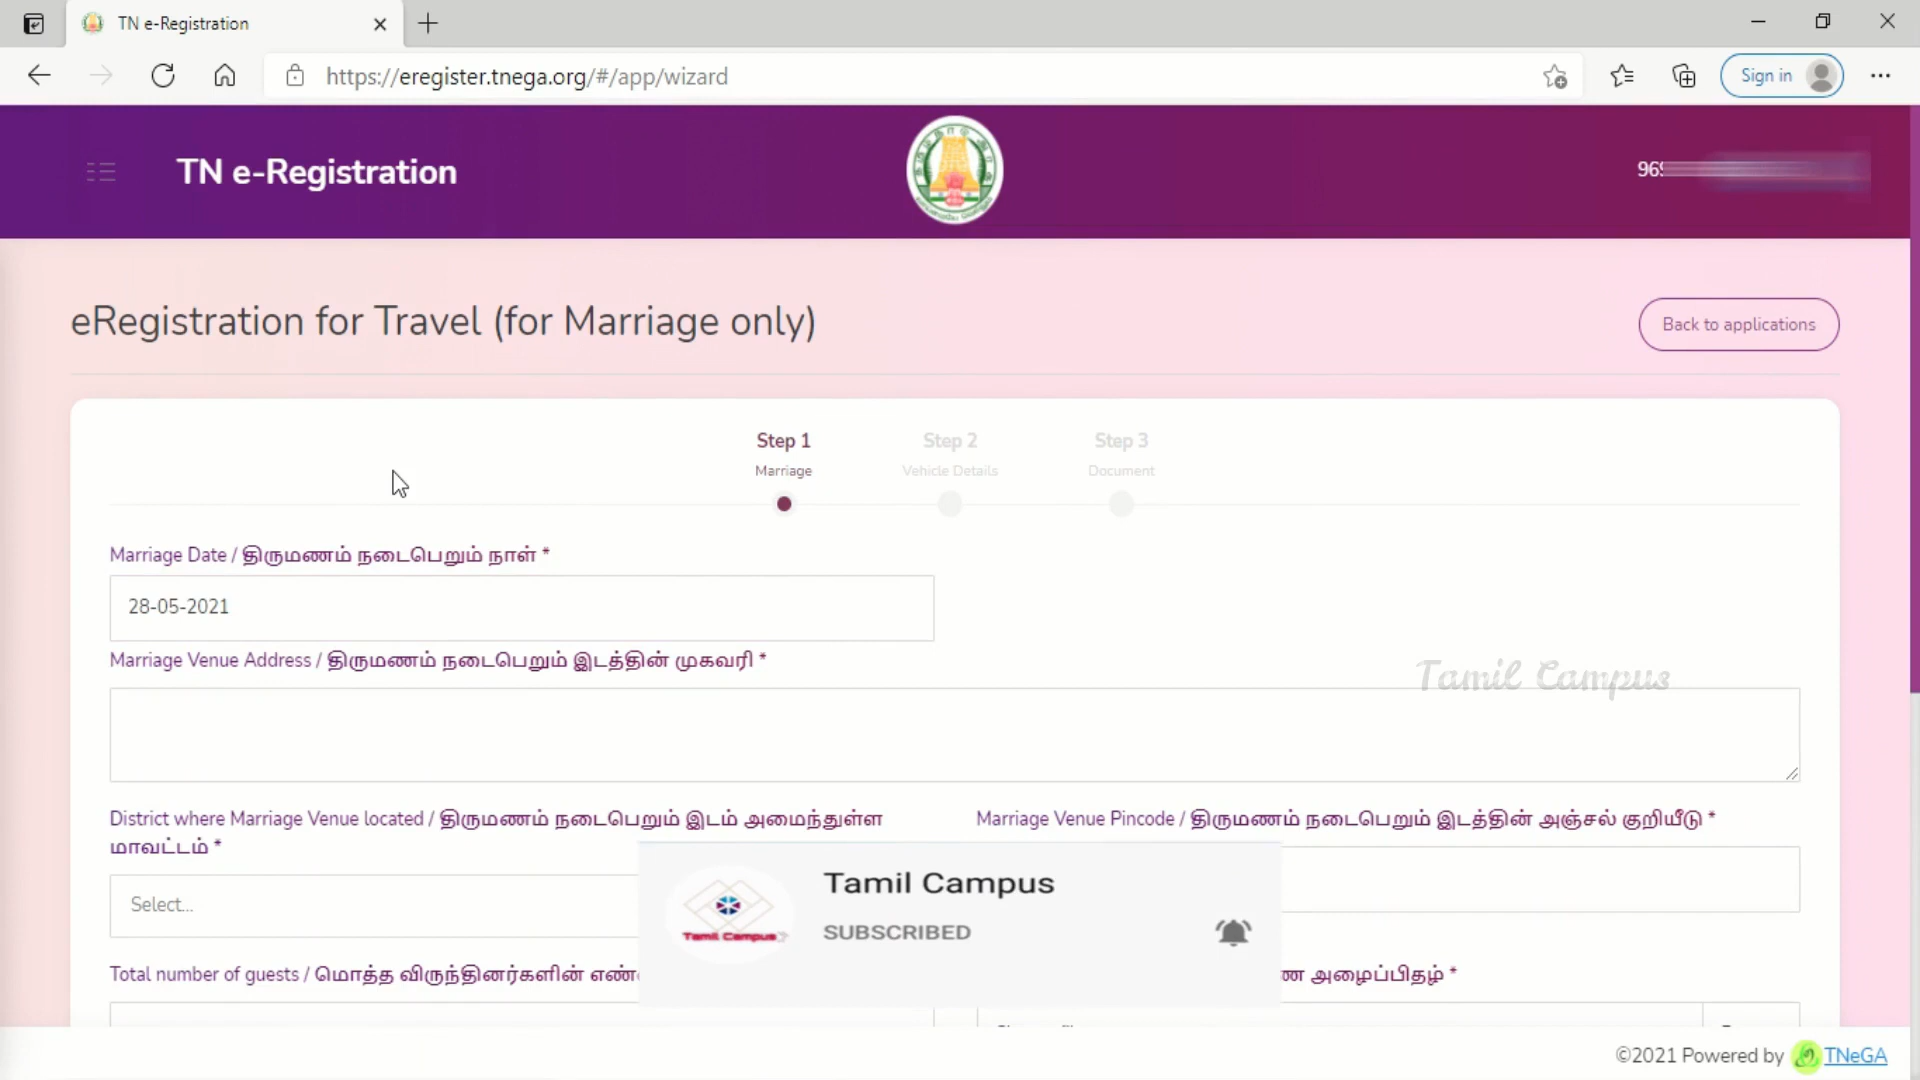 TN e-Registration
https://eregister.tnega.org/#/app/wizard
Sign in
TN e-Registration
96
eRegistration for Travel (for Marriage only)
Back to applications
Step 1
Marriage
Step 2
Vehicle Details
Step 3
Document
Marriage Date / திருமணம் நடைபெறும் நாள் *
28-05-2021
Marriage Venue Address / திருமணம் நடைபெறும் இடத்தின் முகவரி *
Tamil Campus
District where Marriage Venue located / திருமணம் நடைபெறும் இடம் அமைந்துள்ள
மாவட்டம் *
Marriage Venue Pincode / திருமணம் நடைபெறும் இடத்தின் அஞ்சல் குறியீடு *
Select...
Tamil Campus
Tamil Campus
SUBSCRIBED
Total number of guests / மொத்த விருந்தினர்களின்
அழைப்பிதழ் *
©2021 Powered by TNeGA